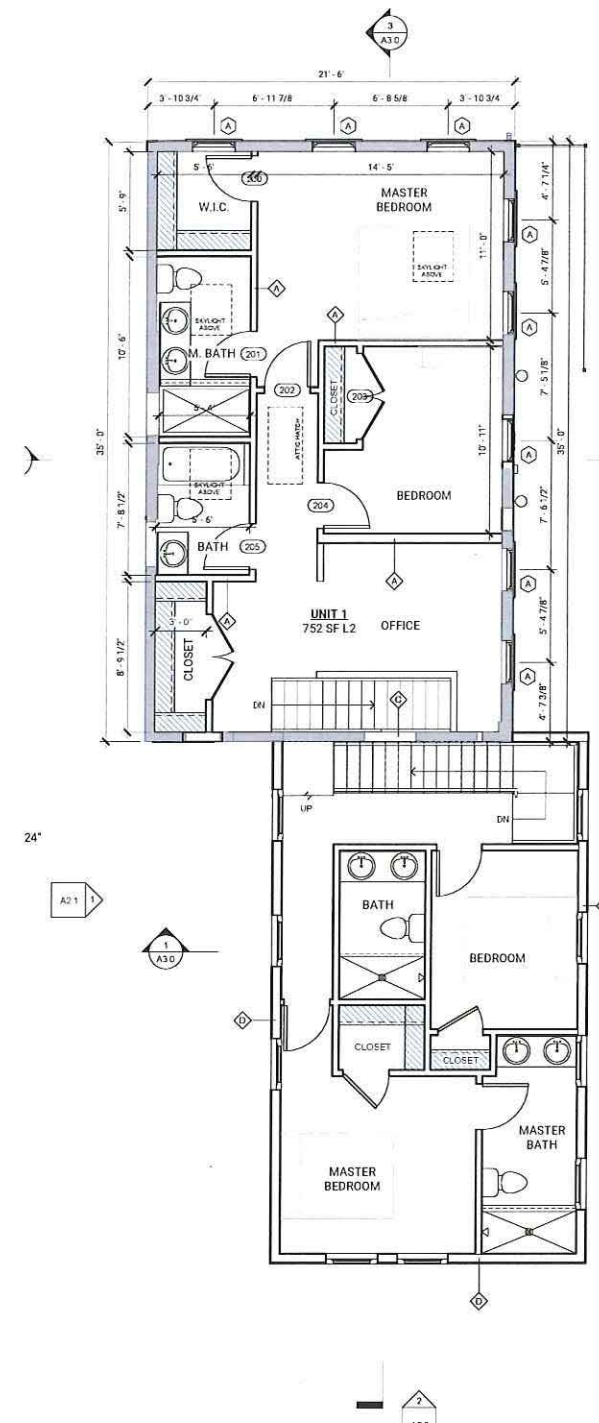 3
A3.0
21' - 6"
3' - 10 3/4"
6' - 11 7/8
6' - 8 5/8
3' - 10 3/4"
A
A
A
5' - 6"
14' - 5"
W.I.C.
MASTER
BEDROOM
SKYLIGHT
ABOVE
5' - 9"
11' - 0"
4' - 7 1/4"
A
5' - 4 7/8"
A
SKYLIGHT
ABOVE
A
A
10' - 6"
M. BATH
201
202
CLOSET
7' - 5 1/8"
35' - 0"
ATTIC HATCH
10' - 11"
35' - 0"
A
SKYLIGHT
ABOVE
BEDROOM
204
7' - 8 1/2"
5' - 6"
BATH
205
7' - 6 1/2"
A
A
UNIT 1
752 SF L2
OFFICE
A
3' - 0"
CLOSET
8' - 9 1/2"
5' - 4 7/8"
A
DN
C
4' - 7 3/8"
UP
DN
24"
A2.1
1
BATH
1
A3.0
BEDROOM
D
CLOSET
CLOSET
MASTER
BATH
MASTER
BEDROOM
D
2